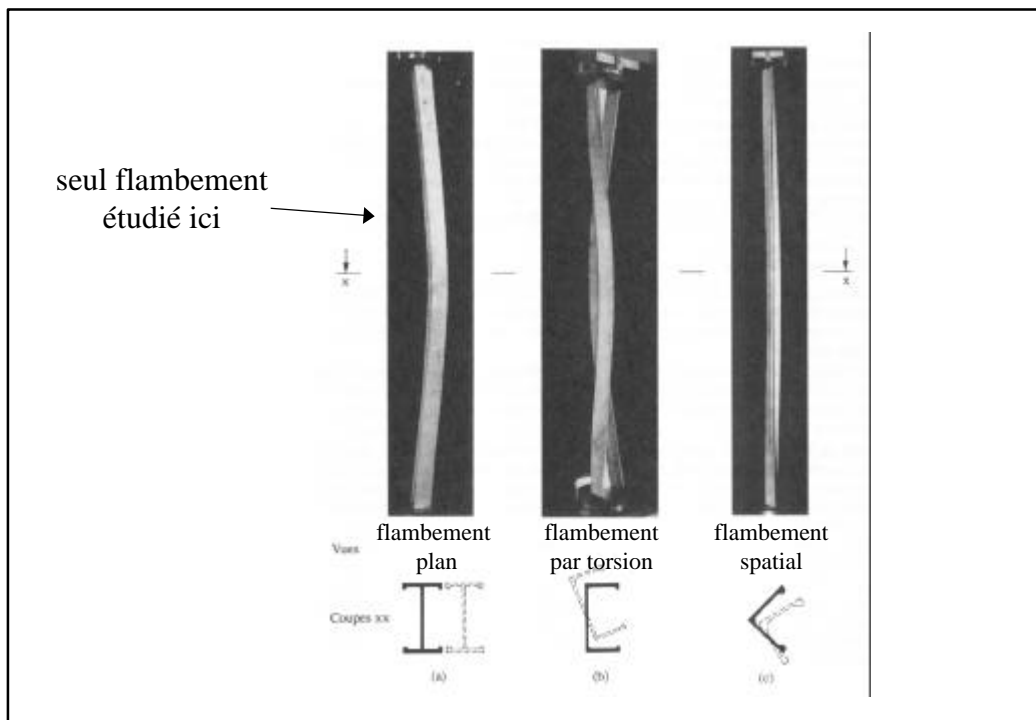 seul flambement
étudié ici
x
x
flambement
plan
flambement
par torsion
flambement
spatial
Vues
Coupes xx
(a)
(b)
(c)